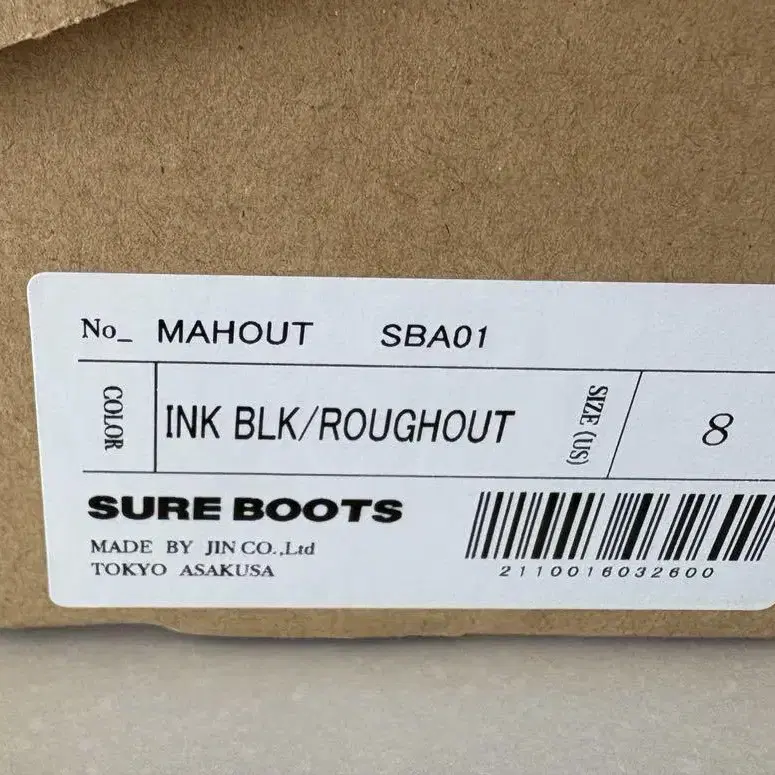 No_ MAHOUT SBA01
COLOR INK BLK/ROUGHOUT SIZE (US) 8
SURE BOOTS
MADE BY JIN CO.,Ltd
TOKYO ASAKUSA
2110016032600